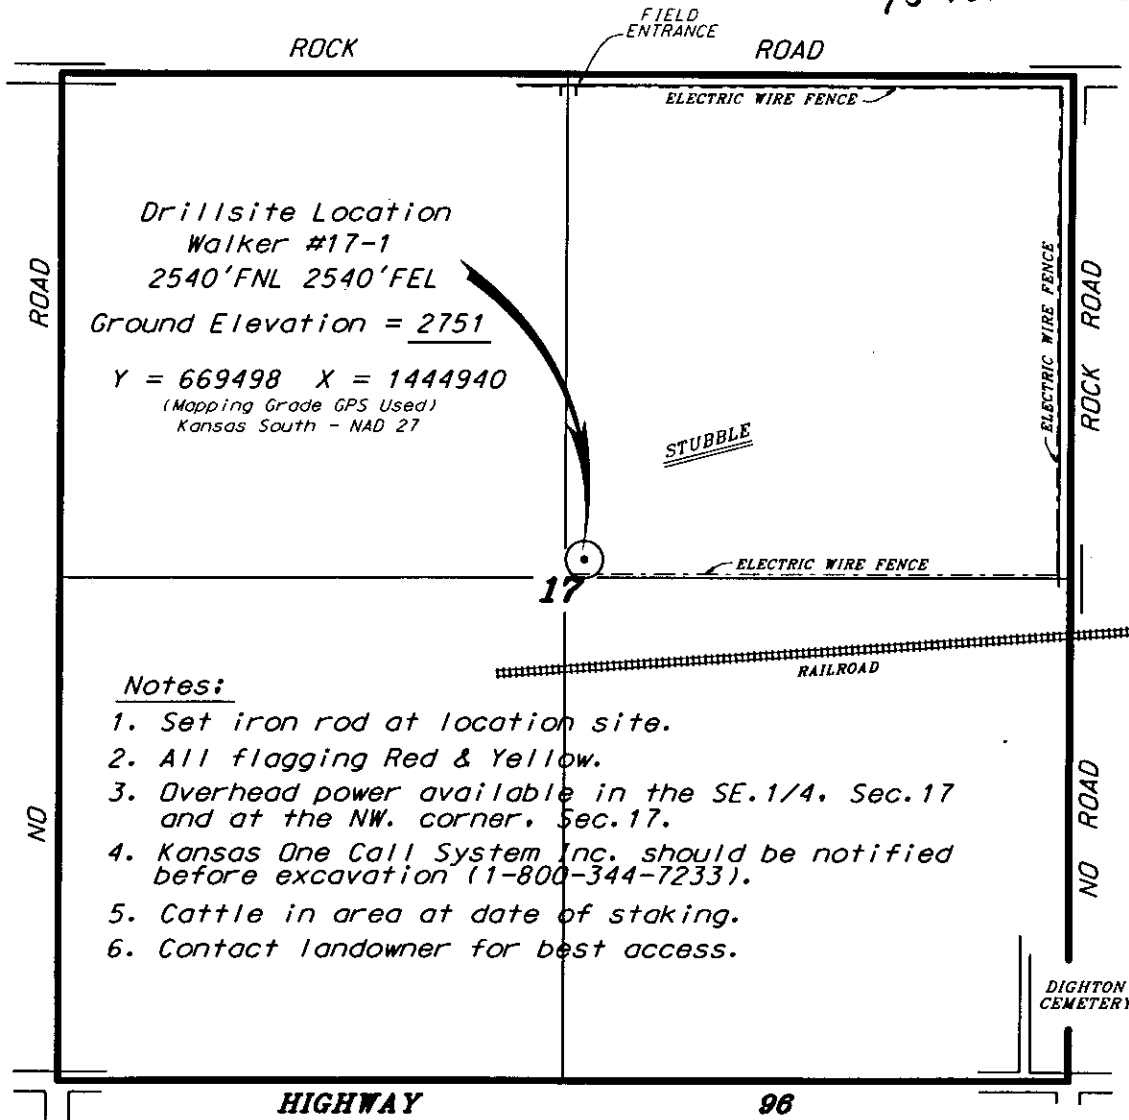 FIELD
ENTRANCE
ROCK ROAD
ELECTRIC WIRE FENCE
Drillsite Location
Walker #17-1
2540'FNL 2540'FEL
Ground Elevation = 2751
Y = 669498 X = 1444940
(Mapping Grade GPS Used)
Kansas South - NAD 27
ROAD
NO
ELECTRIC WIRE FENCE
ROCK ROAD
STUBBLE
ELECTRIC WIRE FENCE
17
RAILROAD
Notes:
1. Set iron rod at location site.
2. All flagging Red & Yellow.
3. Overhead power available in the SE.1/4. Sec.17
and at the NW. corner. Sec.17.
4. Kansas One Call System Inc. should be notified
before excavation (1-800-344-7233).
5. Cattle in area at date of staking.
6. Contact landowner for best access.
NO ROAD
DIGHTON
CEMETERY
HIGHWAY 96